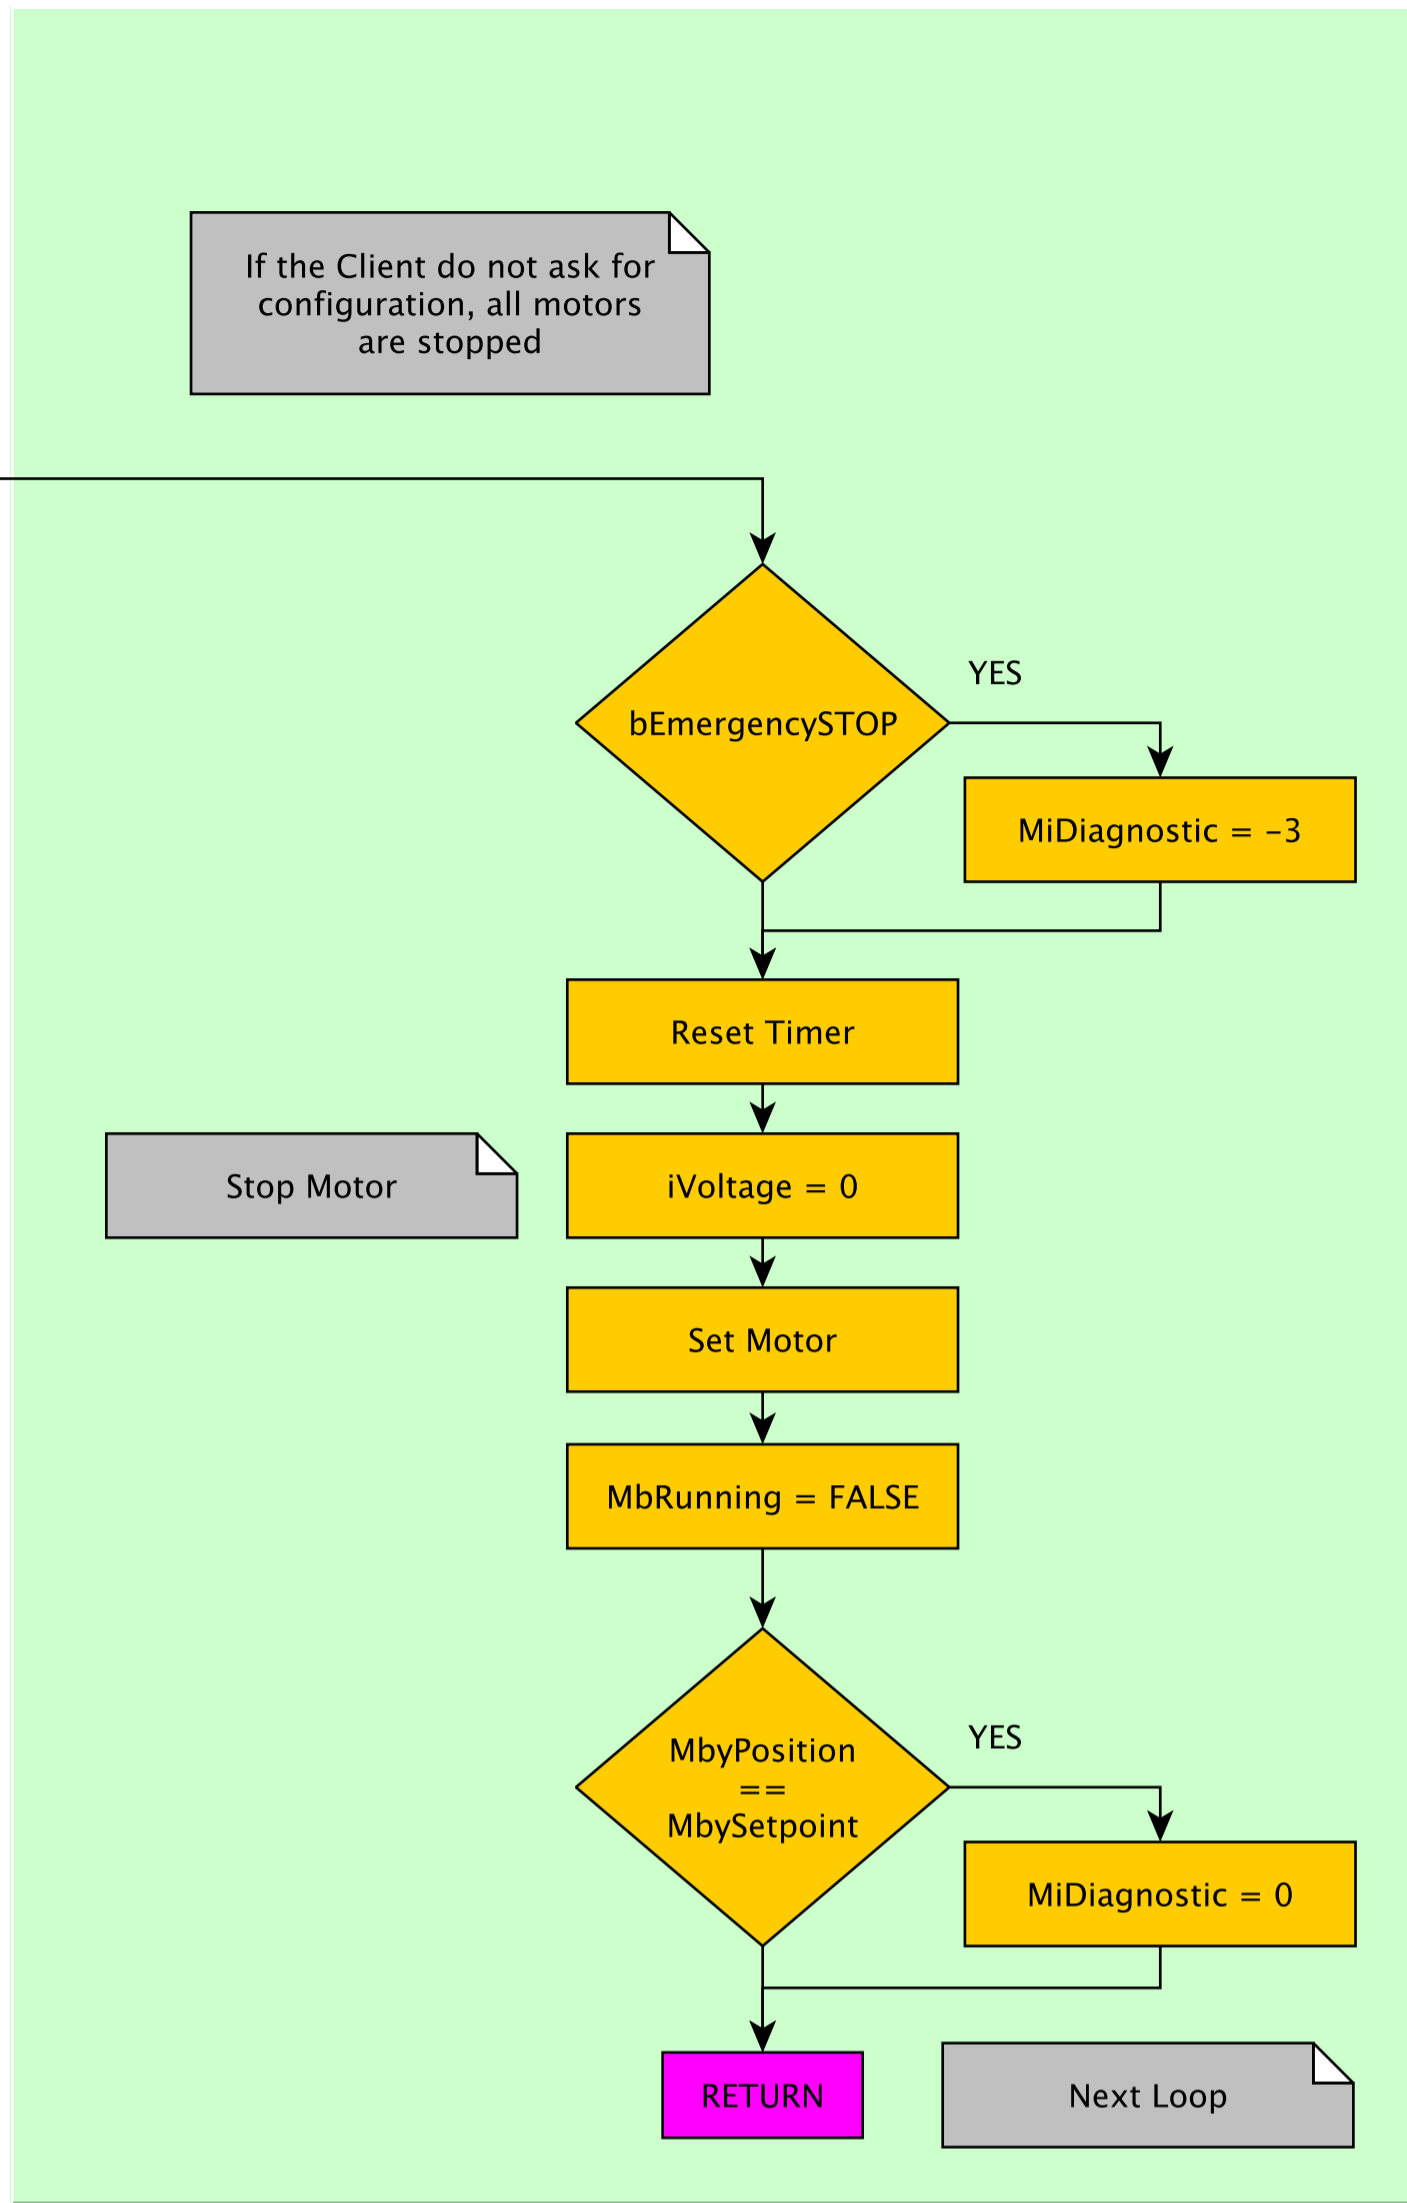 If the Client do not ask for
configuration, all motors
are stopped
bEmergencySTOP
YES
MiDiagnostic = -3
Reset Timer
Stop Motor
iVoltage = 0
Set Motor
MbRunning = FALSE
MbyPosition
==
MbySetpoint
YES
MiDiagnostic = 0
RETURN
Next Loop